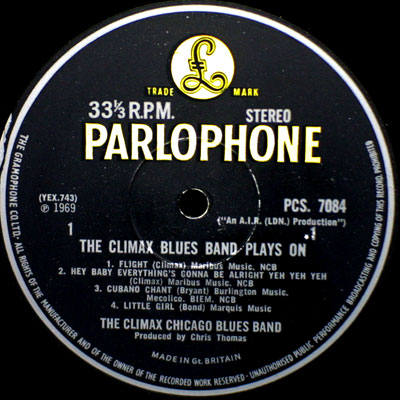 £
TRADE MARK
33⅓ R.P.M. STEREO
PARLOPHONE
(YEX.743) PCS. 7084
℗ 1969 ("An A.I.R. (LDN.) Production")
1 .1
THE CLIMAX BLUES BAND PLAYS ON
1. FLIGHT (Climax) Maribus Music. NCB
2. HEY BABY EVERYTHING'S GONNA BE ALRIGHT YEH YEH YEH
(Climax) Maribus Music. NCB
3. CUBANO CHANT (Bryant) Burlington Music.
Mecolico. BIEM. NCB
4. LITTLE GIRL (Bond) Marquis Music
THE CLIMAX CHICAGO BLUES BAND
Produced by Chris Thomas
MADE IN Gt. BRITAIN
THE GRAMOPHONE CO. LTD. ALL RIGHTS OF THE MANUFACTURER AND OF THE OWNER OF THE RECORDED WORK RESERVED · UNAUTHORISED PUBLIC PERFORMANCE BROADCASTING AND COPYING OF THIS RECORD PROHIBITED